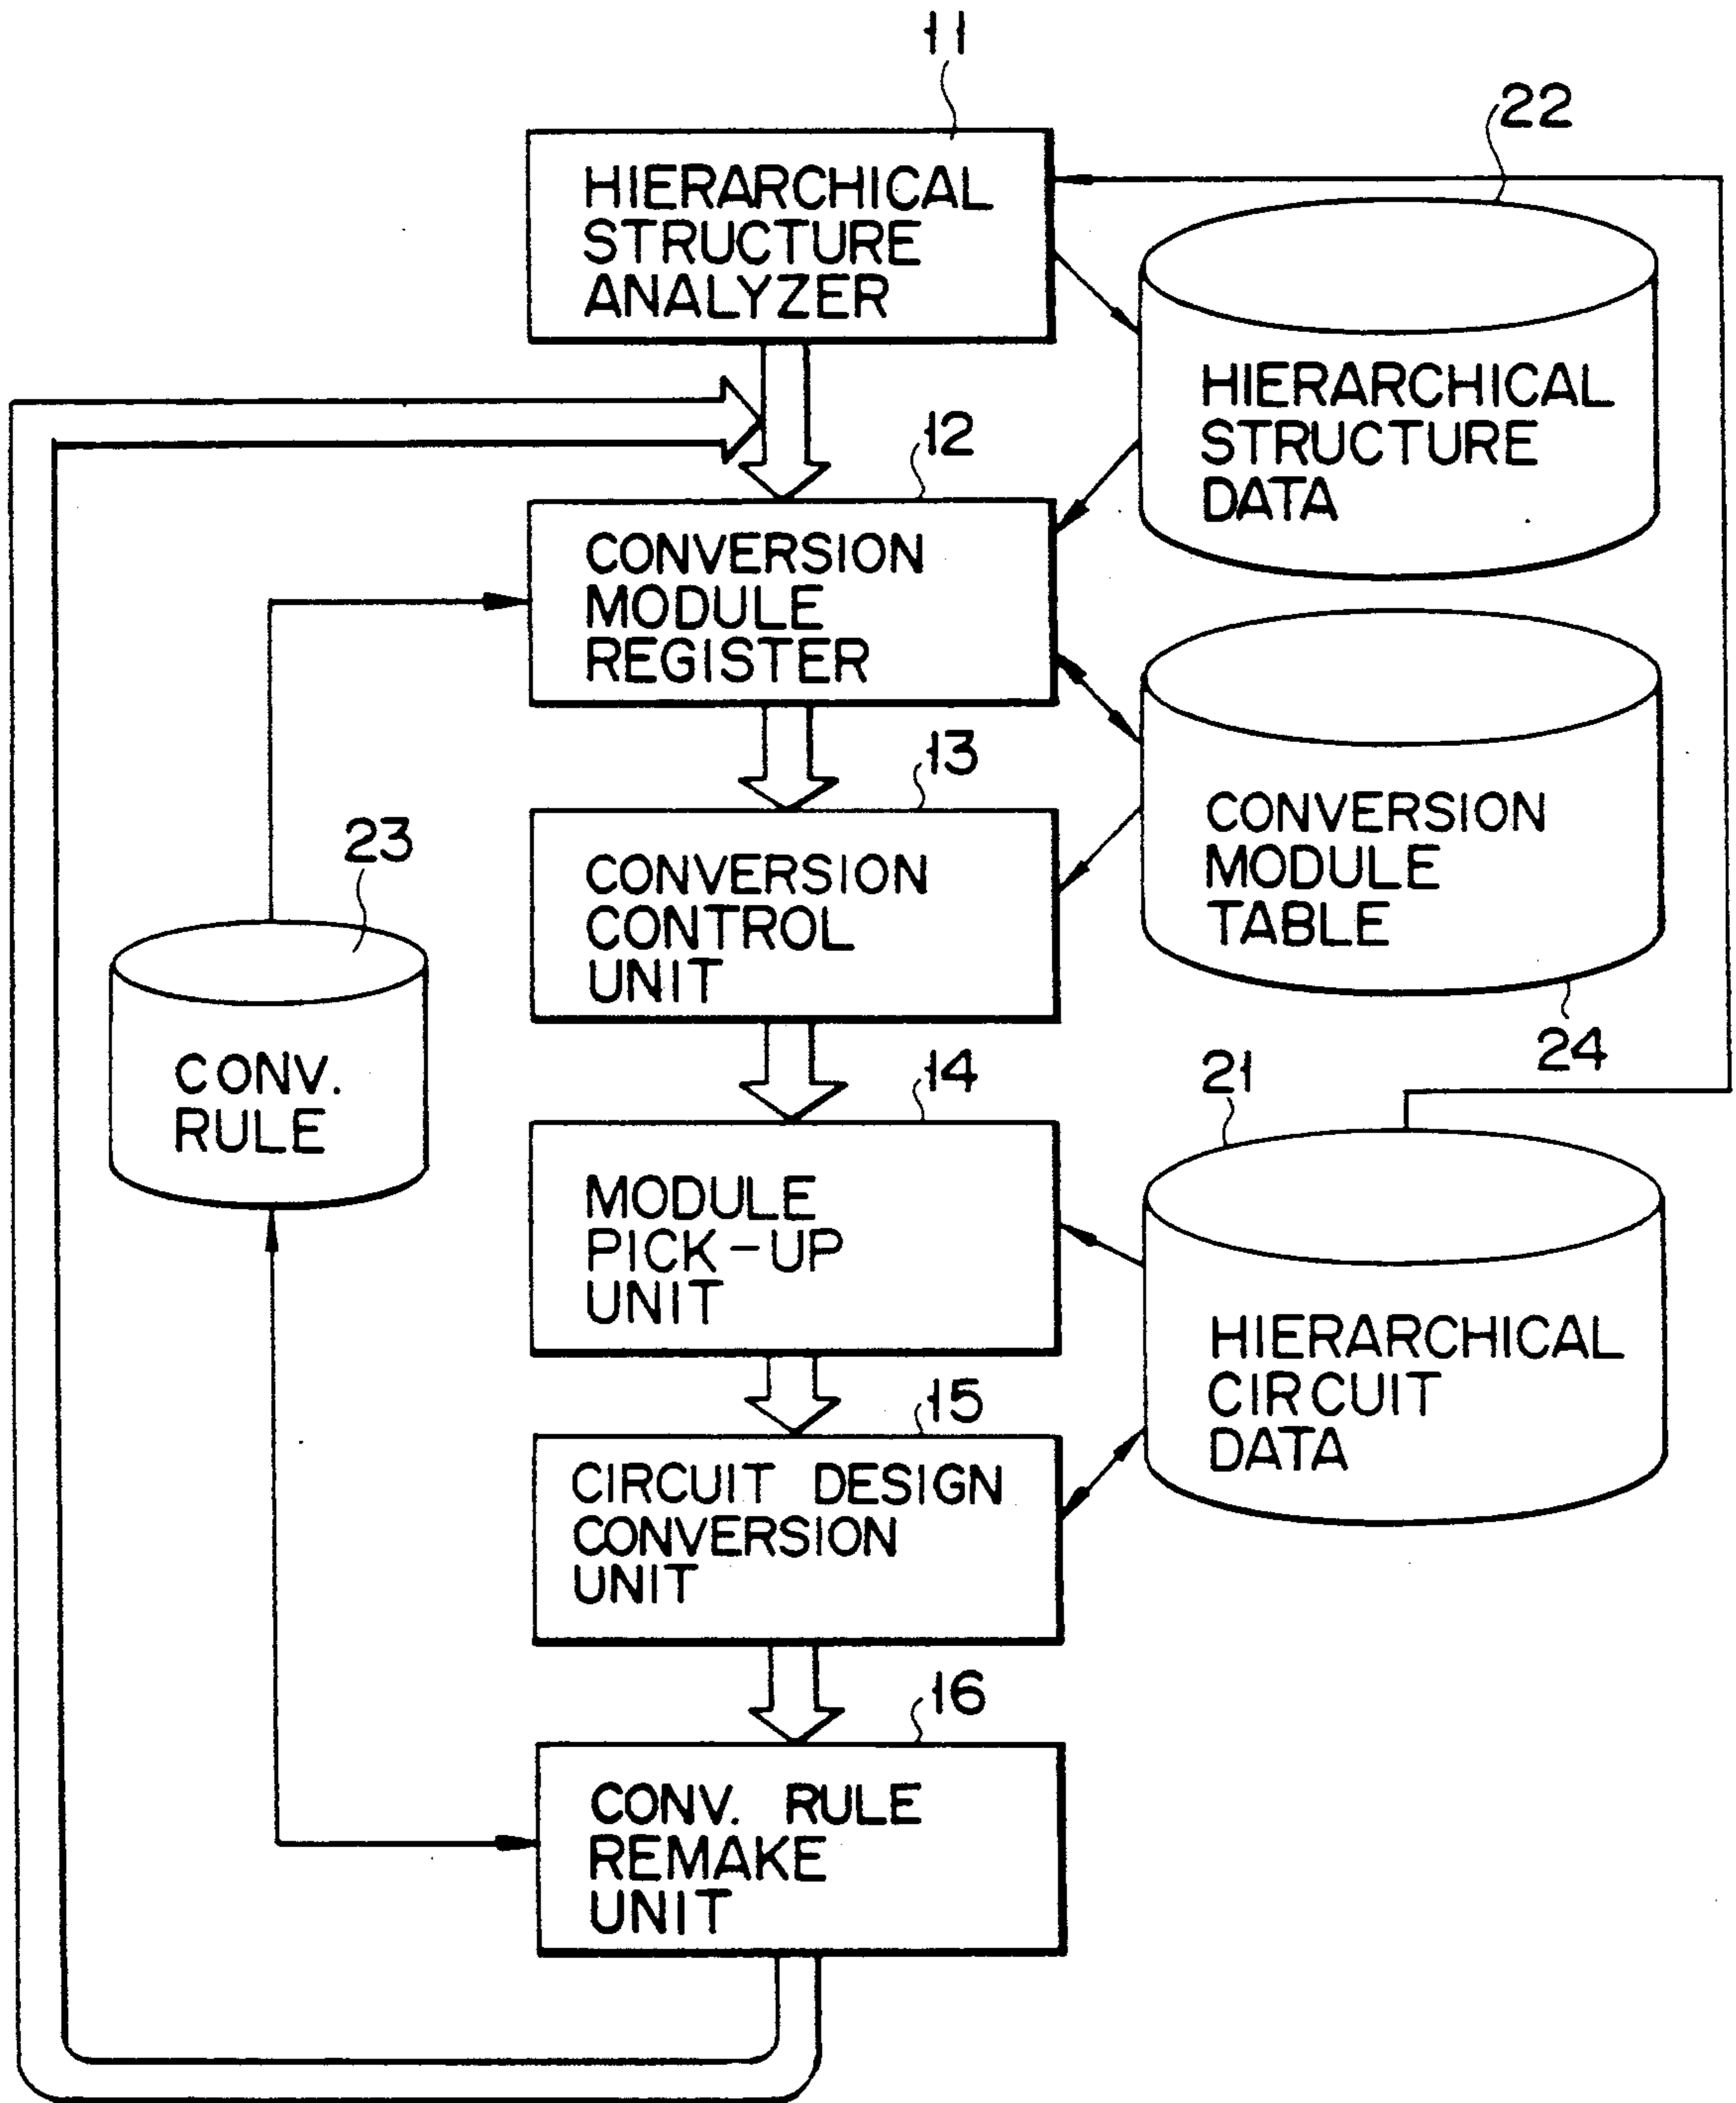 11
HIERARCHICAL
STRUCTURE
ANALYZER
22
HIERARCHICAL
STRUCTURE
DATA
12
CONVERSION
MODULE
REGISTER
13
CONVERSION
CONTROL
UNIT
CONVERSION
MODULE
TABLE
24
23
CONV.
RULE
14
MODULE
PICK-UP
UNIT
21
HIERARCHICAL
CIRCUIT
DATA
15
CIRCUIT DESIGN
CONVERSION
UNIT
16
CONV. RULE
REMAKE
UNIT